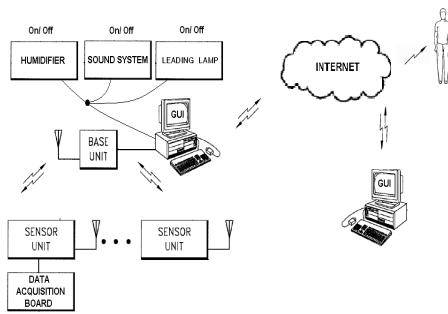 On/ Off
On/ Off
On/ Off
HUMIDIFIER
SOUND SYSTEM
LEADING LAMP
INTERNET
GUI
BASE
UNIT
GUI
SENSOR
UNIT
SENSOR
UNIT
DATA
ACQUISITION
BOARD